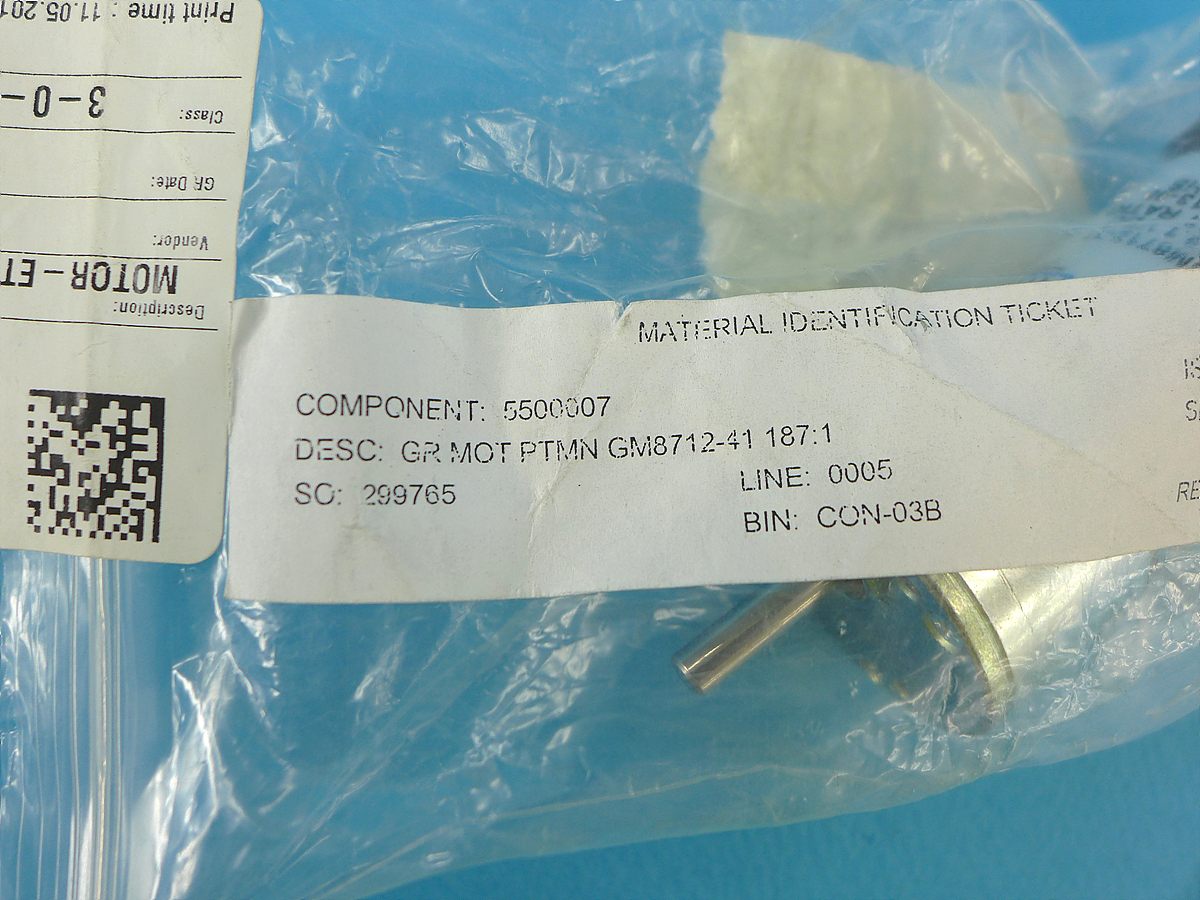 Print time : 11.05.201
Class: 3-0-
GR Date:
Vendor:
MOTOR-ET
Description:
MATERIAL IDENTIFICATION TICKET
COMPONENT: 5500007
DESC: GR MOT PTMN GM8712-41 187:1
SO: 299765
LINE: 0005
BIN: CON-03B
RE